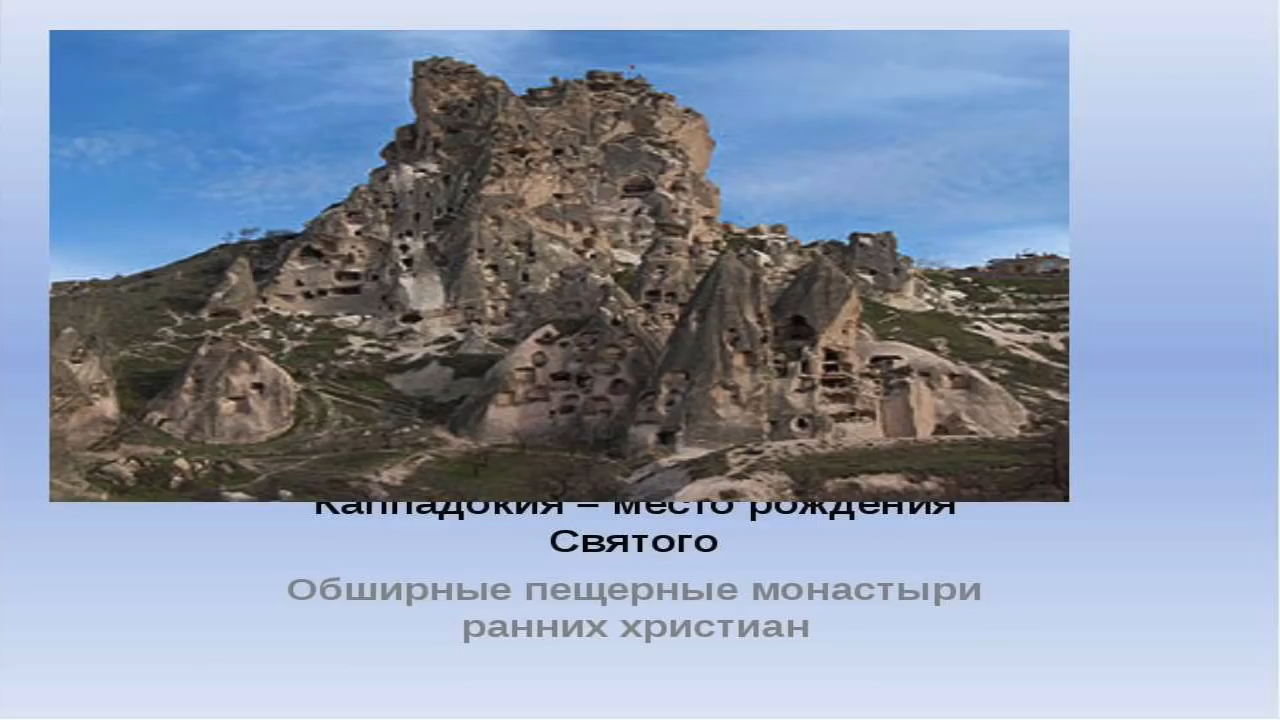 Каппадокия – место рождения
Святого
Обширные пещерные монастыри
ранних христиан